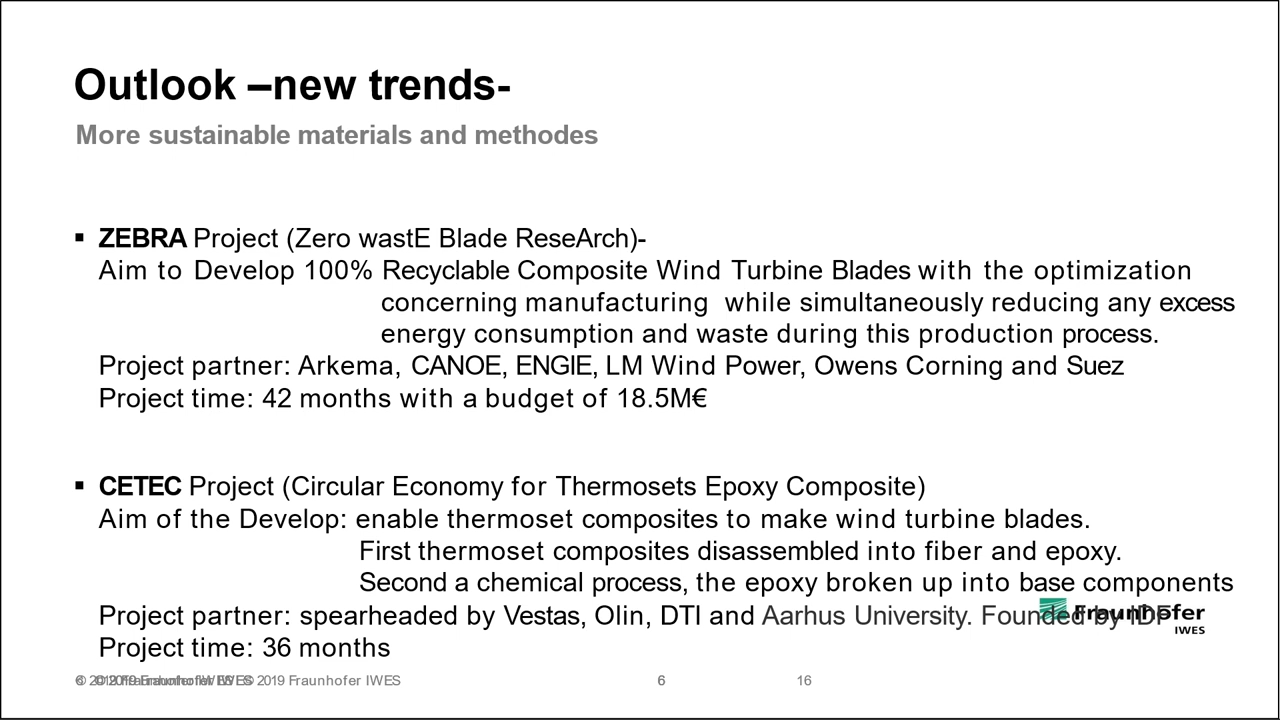 Outlook –new trends-
More sustainable materials and methodes
▪ ZEBRA Project (Zero wastE Blade ReseArch)-
Aim to Develop 100% Recyclable Composite Wind Turbine Blades with the optimization
concerning manufacturing while simultaneously reducing any excess
energy consumption and waste during this production process.
Project partner: Arkema, CANOE, ENGIE, LM Wind Power, Owens Corning and Suez
Project time: 42 months with a budget of 18.5M€
▪ CETEC Project (Circular Economy for Thermosets Epoxy Composite)
Aim of the Develop: enable thermoset composites to make wind turbine blades.
First thermoset composites disassembled into fiber and epoxy.
Second a chemical process, the epoxy broken up into base components
Project partner: spearheaded by Vestas, Olin, DTI and Aarhus University. Founded by IDF
Fraunhofer
IWES
Project time: 36 months
© 2019 Fraunhofer IWES
6
16